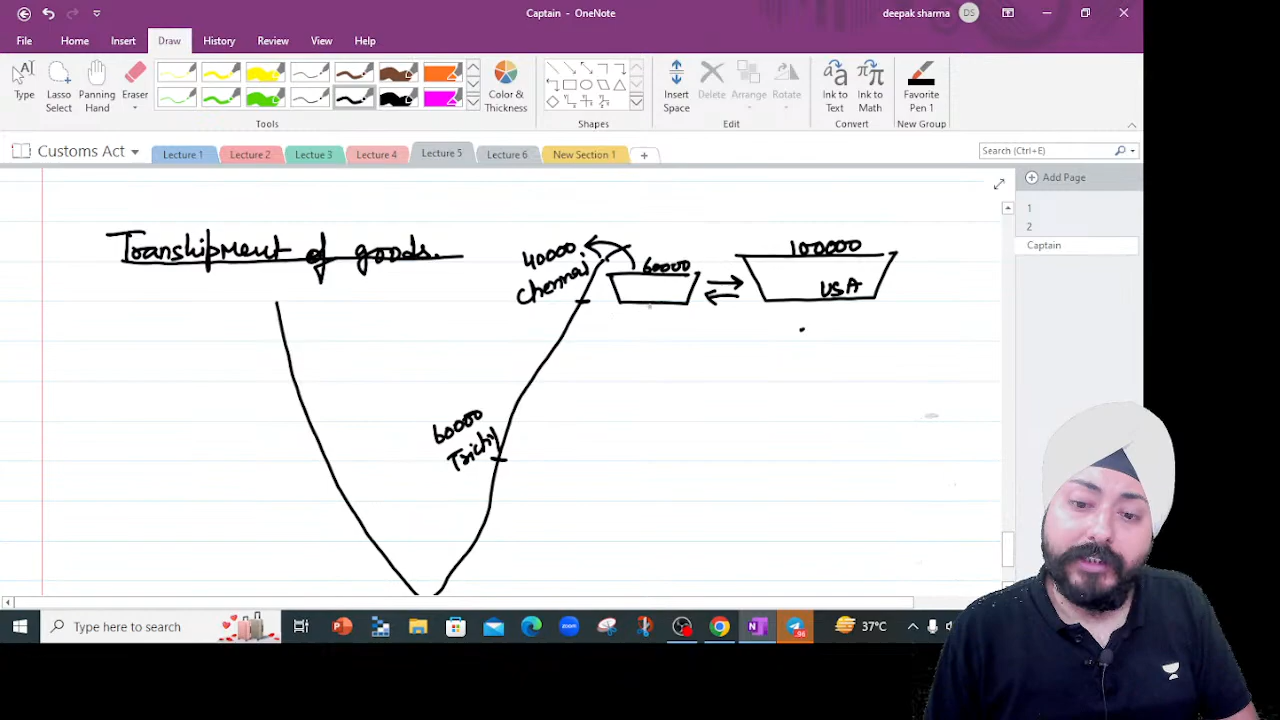 Captain - OneNote
deepak sharma DS
File Home Insert Draw History Review View Help
Type Lasso Select Panning Hand Eraser Color & Thickness Insert Space Delete Arrange Rotate Ink to Text Ink to Math Favorite Pen 1
Tools Shapes Edit Convert New Group
Customs Act Lecture 1 Lecture 2 Lectue 3 Lecture 4 Lecture 5 Lecture 6 New Section 1 Search (Ctrl+E)
Add Page
1
2
Captain
Transhipment of goods.
40000
Chennai
60000
100000
USA
60000
Trichy
Type here to search
zoom
96
37°C